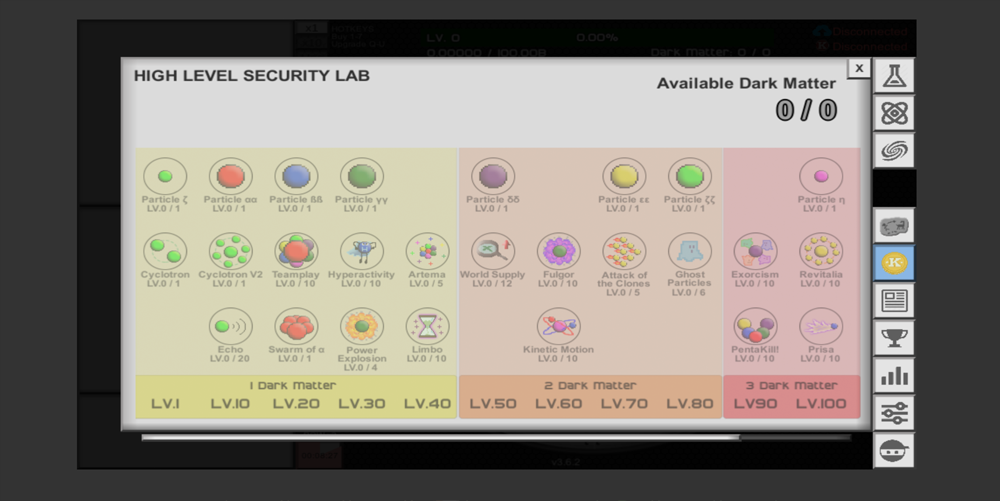 LV. 0
0.00%
Disconnected
0.00000 / 100.00B
Dark Matter: 0 / 0
Disconnected
HIGH LEVEL SECURITY LAB
x
Available Dark Matter
0 / 0
Particle ζ
LV.0 / 1
Particle αα
LV.0 / 1
Particle ßß
LV.0 / 1
Particle γγ
LV.0 / 1
Particle δδ
LV.0 / 1
Particle εε
LV.0 / 1
Particle ζζ
LV.0 / 1
Particle η
LV.0 / 1
Cyclotron
LV.0 / 1
Cyclotron V2
LV.0 / 1
Teamplay
LV.0 / 10
Hyperactivity
LV.0 / 10
Artema
LV.0 / 5
World Supply
LV.0 / 12
Fulgor
LV.0 / 10
Attack of
the Clones
LV.0 / 5
Ghost
Particles
LV.0 / 6
Exorcism
LV.0 / 10
Revitalia
LV.0 / 10
Echo
LV.0 / 20
Swarm of α
LV.0 / 1
Power
Explosion
LV.0 / 4
Limbo
LV.0 / 10
Kinetic Motion
LV.0 / 10
PentaKill!
LV.0 / 10
Prisa
LV.0 / 10
1 Dark Matter
2 Dark Matter
3 Dark Matter
LV.1
LV.10
LV.20
LV.30
LV.40
LV.50
LV.60
LV.70
LV.80
LV90
LV.100
K